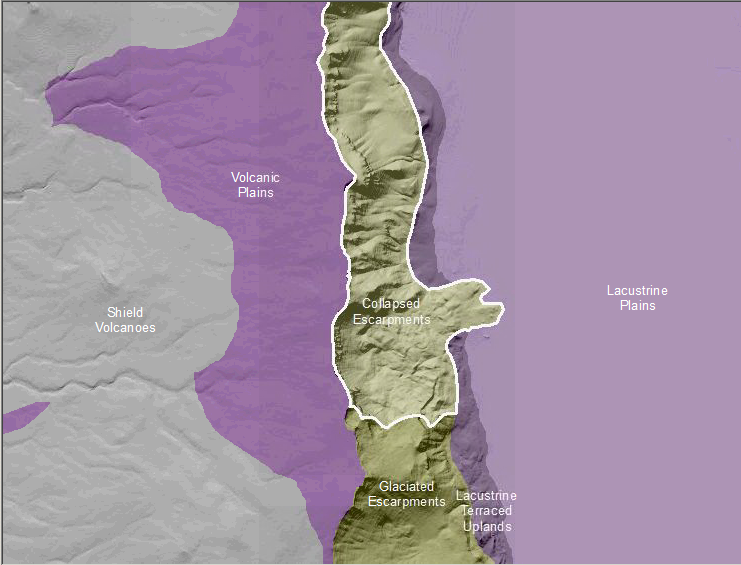 Volcanic
Plains
Lacustrine
Plains
Shield
Volcanoes
Collapsed
Escarpments
Glaciated
Escarpments
Lacustrine
Terraced
Uplands